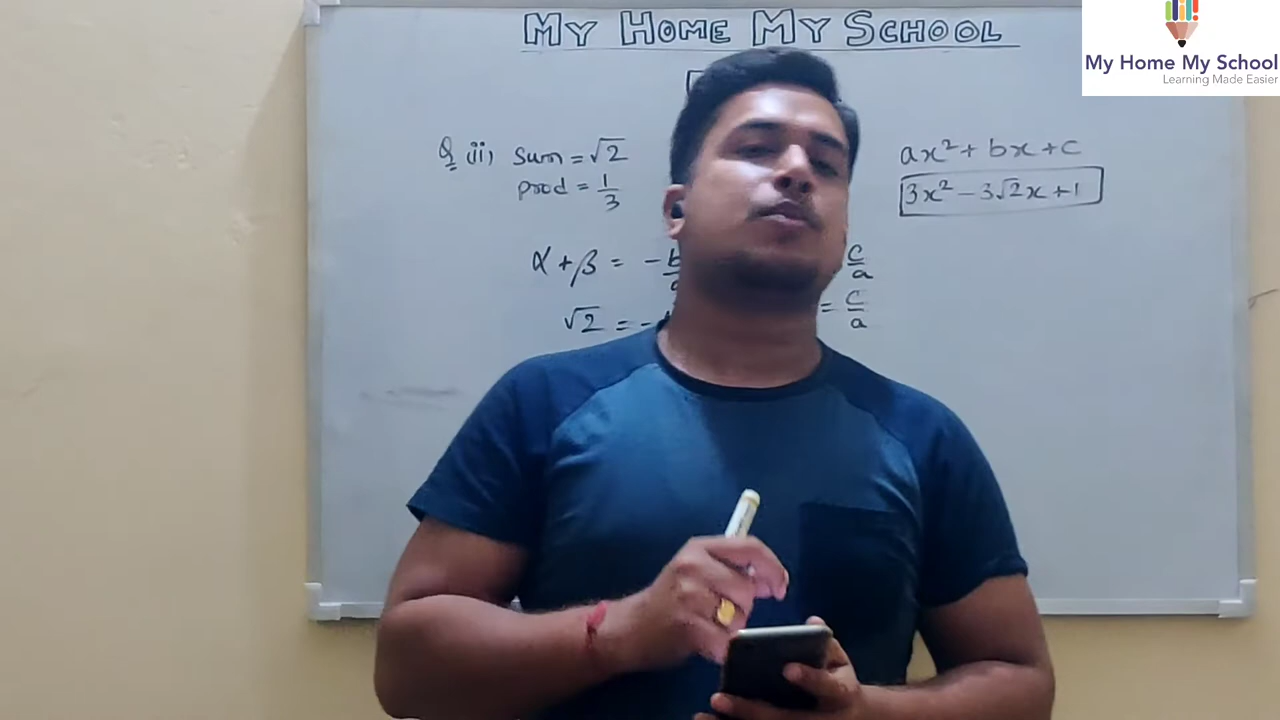 MY HOME MY SCHOOL
My Home My School
Learning Made Easier
Q (ii) Sum = √2
prod = 1/3
ax² + bx + c
3x² - 3√2x + 1
α + β = -b
c/a
√2 = -
= c/a